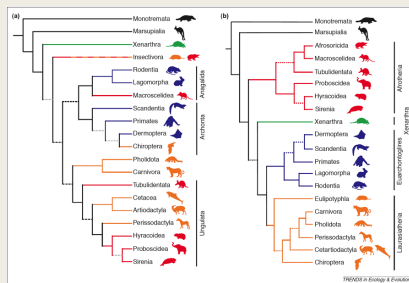 (a)
Monotremata
Marsupialia
Xenarthra
Insectivora
Rodentia
Lagomorpha
Macroscelidea
Scandentia
Primates
Dermoptera
Chiroptera
Pholidota
Carnivora
Tubulidentata
Cetacea
Artiodactyla
Perissodactyla
Hyracoidea
Proboscidea
Sirenia
Anagalida
Archonta
Ungulata
(b)
Monotremata
Marsupialia
Afrosoricida
Macroscelidea
Tubulidentata
Proboscidea
Hyracoidea
Sirenia
Xenarthra
Dermoptera
Scandentia
Primates
Lagomorpha
Rodentia
Eulipotyphla
Carnivora
Pholidota
Perissodactyla
Cetartiodactyla
Chiroptera
Afrotheria
Xenarthra
Euarchontoglires
Laurasiatheria
TRENDS in Ecology & Evolution